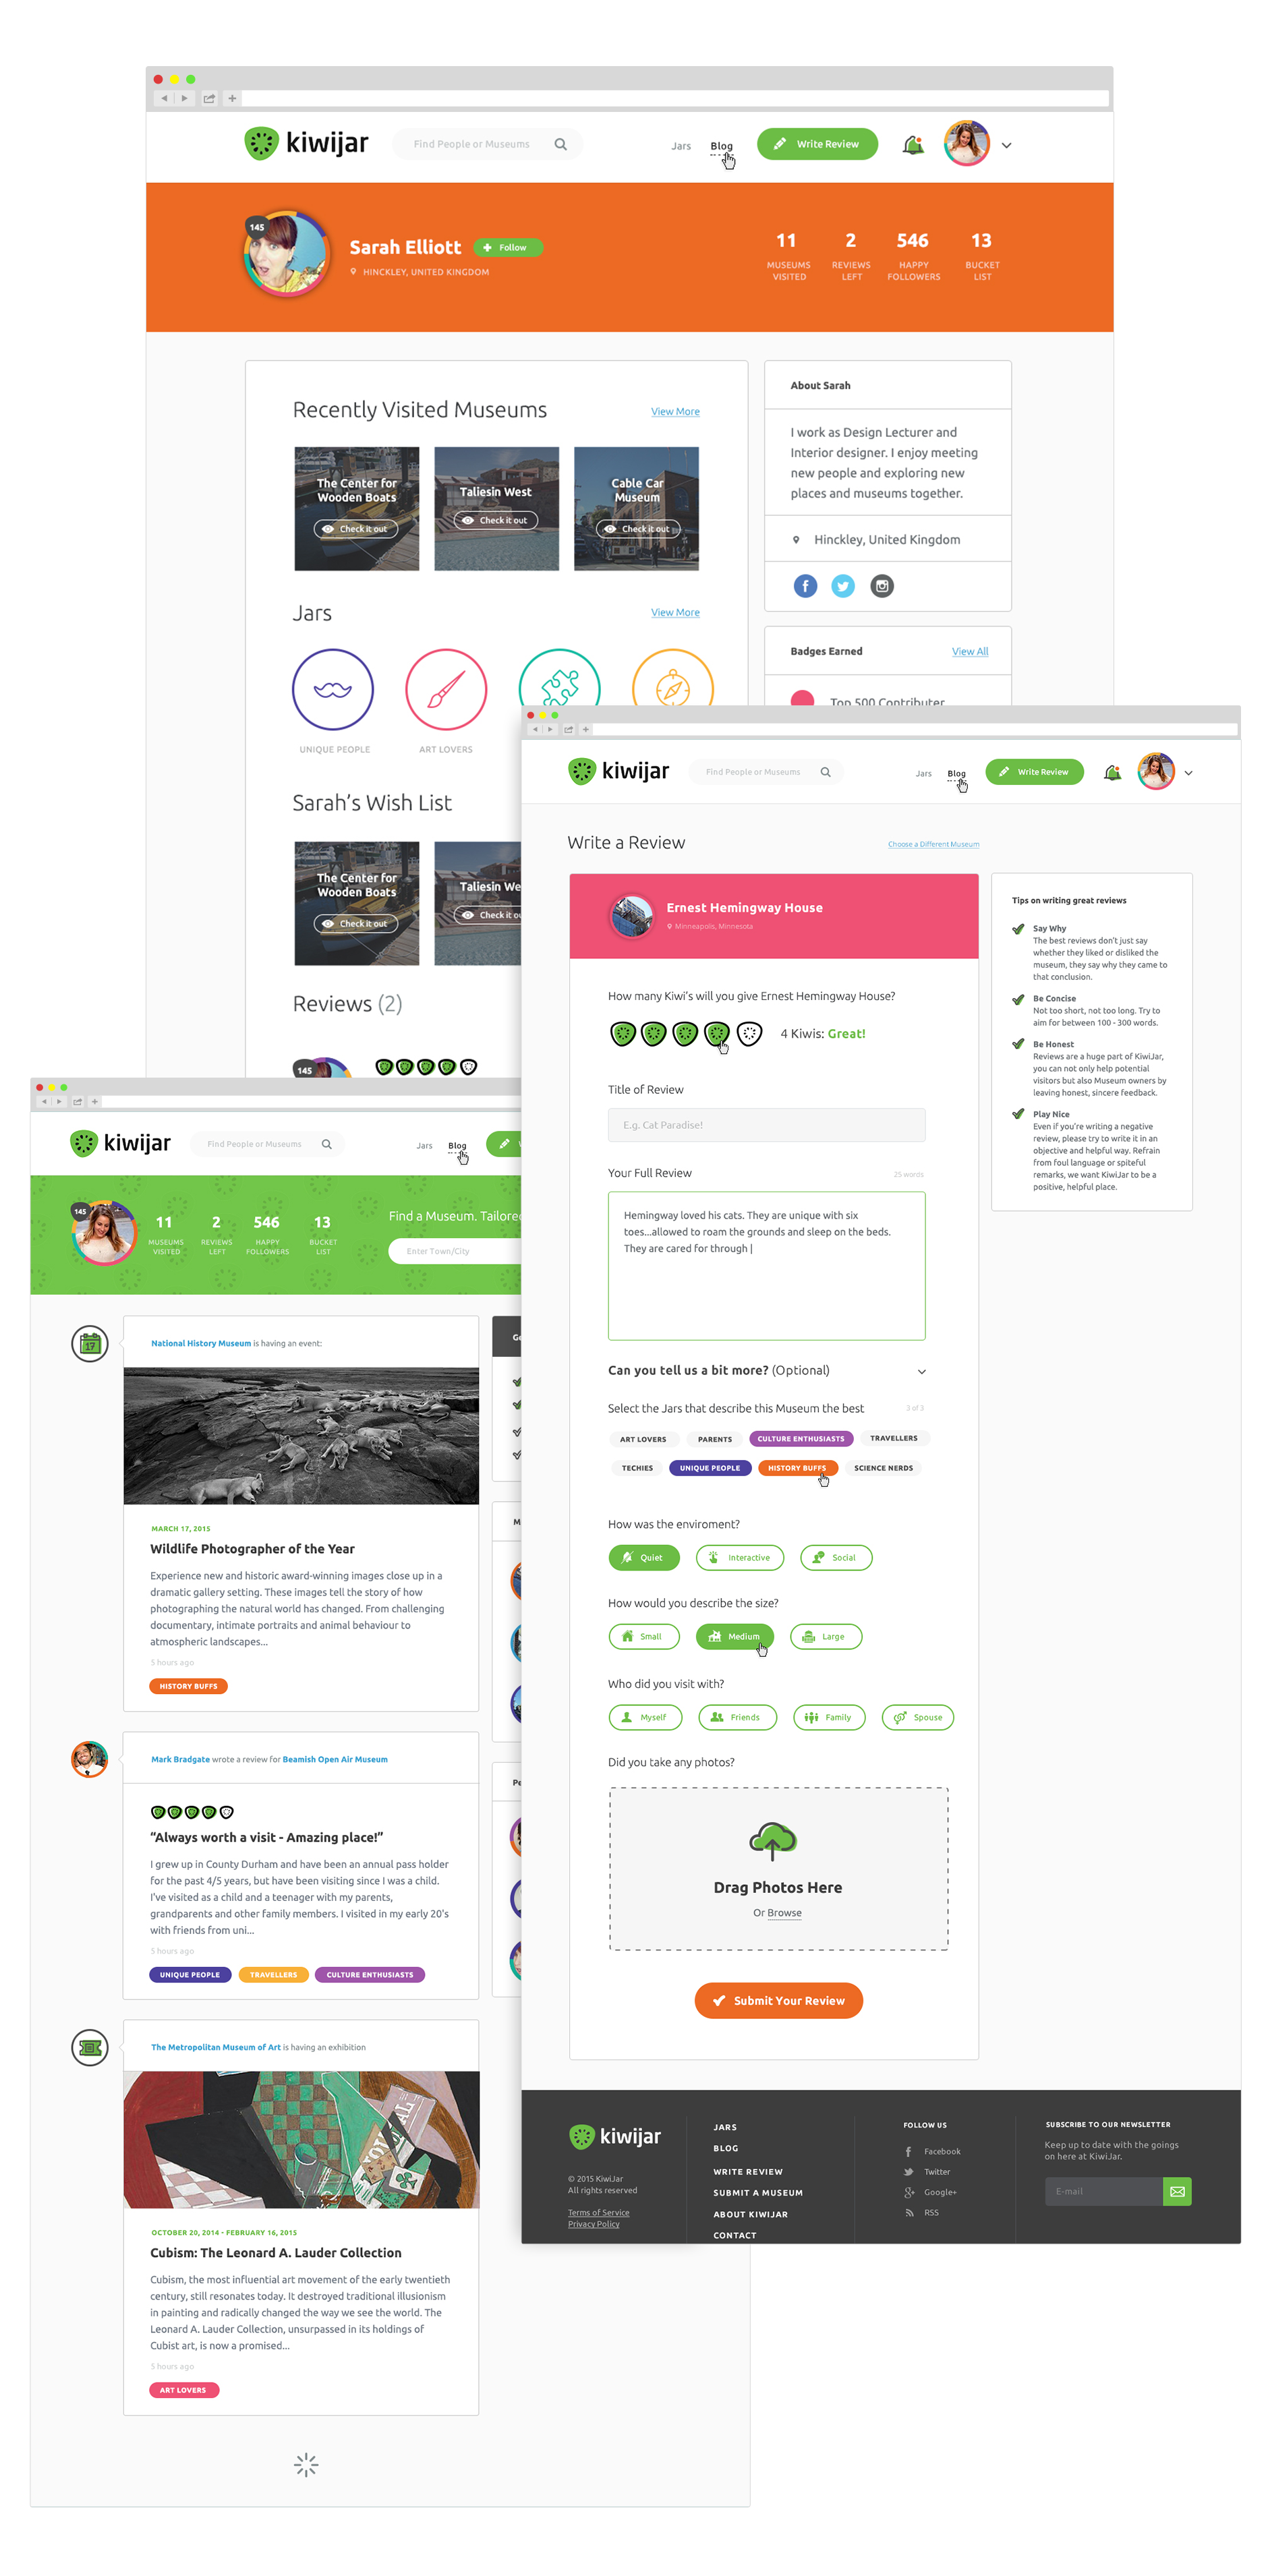 kiwijar
Find People or Museums
Jars
Blog
Write Review
145
Sarah Elliott
Follow
HINCKLEY, UNITED KINGDOM
11
MUSEUMS
VISITED
2
REVIEWS
LEFT
546
HAPPY
FOLLOWERS
13
BUCKET
LIST
Recently Visited Museums
View More
The Center for
Wooden Boats
Check it out
Taliesin West
Check it out
Cable Car
Museum
Check it out
Jars
View More
UNIQUE PEOPLE
ART LOVERS
Sarah's Wish List
The Center for
Wooden Boats
Check it out
Taliesin We
Check it ou
Reviews (2)
145
About Sarah
I work as Design Lecturer and
Interior designer. I enjoy meeting
new people and exploring new
places and museums together.
Hinckley, United Kingdom
Badges Earned
View All
Top 500 Contributer
kiwijar
Find People or Museums
Jars
Blog
Write Review
Write a Review
Choose a Different Museum
Ernest Hemingway House
Minneapolis, Minnesota
How many Kiwi's will you give Ernest Hemingway House?
4 Kiwis: Great!
Title of Review
E.g. Cat Paradise!
Your Full Review
25 words
Hemingway loved his cats. They are unique with six
toes...allowed to roam the grounds and sleep on the beds.
They are cared for through |
Can you tell us a bit more? (Optional)
Select the Jars that describe this Museum the best
3 of 3
ART LOVERS
PARENTS
CULTURE ENTHUSIASTS
TRAVELLERS
TECHIES
UNIQUE PEOPLE
HISTORY BUFFS
SCIENCE NERDS
How was the enviroment?
Quiet
Interactive
Social
How would you describe the size?
Small
Medium
Large
Who did you visit with?
Myself
Friends
Family
Spouse
Did you take any photos?
Drag Photos Here
Or Browse
Submit Your Review
Tips on writing great reviews
Say Why
The best reviews don't just say
whether they liked or disliked the
museum, they say why they came to
that conclusion.
Be Concise
Not too short, not too long. Try to
aim for between 100 - 300 words.
Be Honest
Reviews are a huge part of KiwiJar,
you can not only help potential
visitors but also Museum owners by
leaving honest, sincere feedback.
Play Nice
Even if you're writing a negative
review, please try to write it in an
objective and helpful way. Refrain
from foul language or spiteful
remarks, we want KiwiJar to be a
positive, helpful place.
kiwijar
© 2015 KiwiJar
All rights reserved
Terms of Service
Privacy Policy
JARS
BLOG
WRITE REVIEW
SUBMIT A MUSEUM
ABOUT KIWIJAR
CONTACT
FOLLOW US
Facebook
Twitter
Google+
RSS
SUBSCRIBE TO OUR NEWSLETTER
Keep up to date with the goings
on here at KiwiJar.
E-mail
kiwijar
Find People or Museums
Jars
Blog
145
11
MUSEUMS
VISITED
2
REVIEWS
LEFT
546
HAPPY
FOLLOWERS
13
BUCKET
LIST
Find a Museum. Tailore
Enter Town/City
17
National History Museum is having an event:
MARCH 17, 2015
Wildlife Photographer of the Year
Experience new and historic award-winning images close up in a
dramatic gallery setting. These images tell the story of how
photographing the natural world has changed. From challenging
documentary, intimate portraits and animal behaviour to
atmospheric landscapes...
5 hours ago
HISTORY BUFFS
Mark Bradgate wrote a review for Beamish Open Air Museum
“Always worth a visit - Amazing place!”
I grew up in County Durham and have been an annual pass holder
for the past 4/5 years, but have been visiting since I was a child.
I've visited as a child and a teenager with my parents,
grandparents and other family members. I visited in my early 20's
with friends from uni...
5 hours ago
UNIQUE PEOPLE
TRAVELLERS
CULTURE ENTHUSIASTS
The Metropolitan Museum of Art is having an exhibition
OCTOBER 20, 2014 - FEBRUARY 16, 2015
Cubism: The Leonard A. Lauder Collection
Cubism, the most influential art movement of the early twentieth
century, still resonates today. It destroyed traditional illusionism
in painting and radically changed the way we see the world. The
Leonard A. Lauder Collection, unsurpassed in its holdings of
Cubist art, is now a promised...
5 hours ago
ART LOVERS